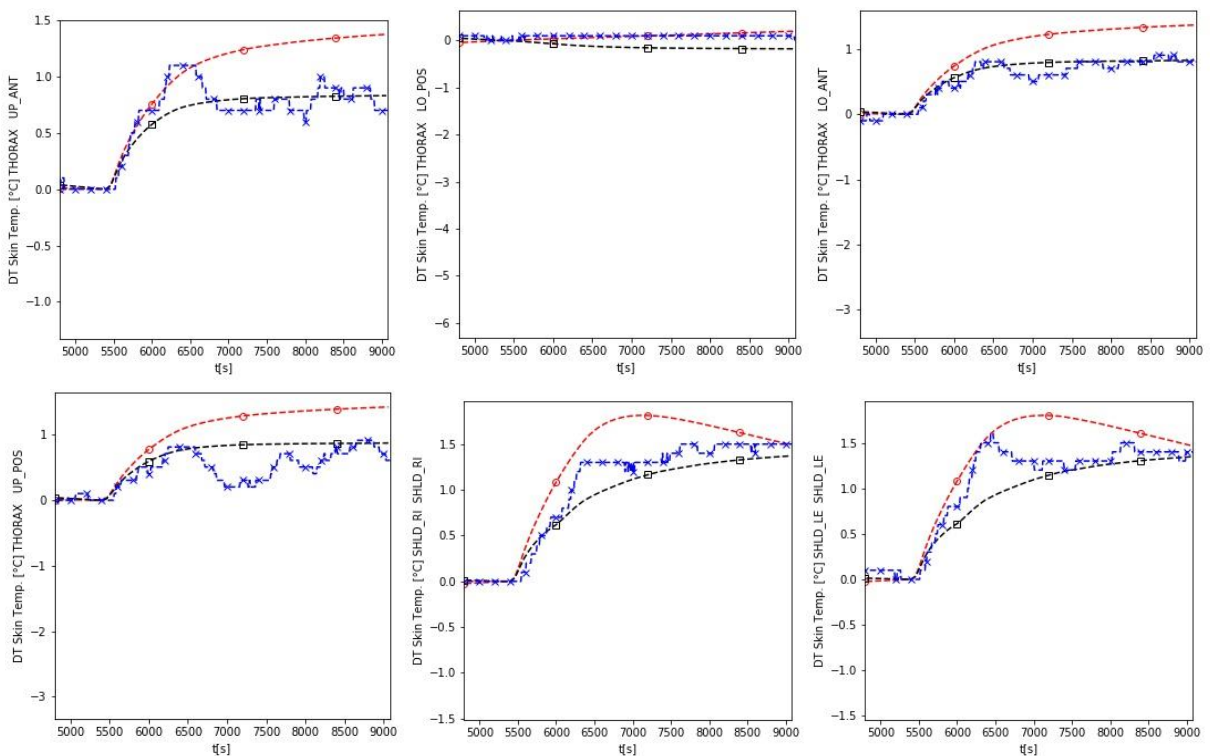 1.5
1.0
0.5
0.0
−0.5
−1.0
DT Skin Temp. [°C] THORAX UP_ANT
5000 5500 6000 6500 7000 7500 8000 8500 9000
t[s]
0
−1
−2
−3
−4
−5
−6
DT Skin Temp. [°C] THORAX LO_POS
5000 5500 6000 6500 7000 7500 8000 8500 9000
t[s]
1
0
−1
−2
−3
DT Skin Temp. [°C] THORAX LO_ANT
5000 5500 6000 6500 7000 7500 8000 8500 9000
t[s]
1
0
−1
−2
−3
DT Skin Temp. [°C] THORAX UP_POS
5000 5500 6000 6500 7000 7500 8000 8500 9000
t[s]
1.5
1.0
0.5
0.0
−0.5
−1.0
−1.5
DT Skin Temp. [°C] SHLD_RI SHLD_RI
5000 5500 6000 6500 7000 7500 8000 8500 9000
t[s]
1.5
1.0
0.5
0.0
−0.5
−1.0
−1.5
DT Skin Temp. [°C] SHLD_LE SHLD_LE
5000 5500 6000 6500 7000 7500 8000 8500 9000
t[s]